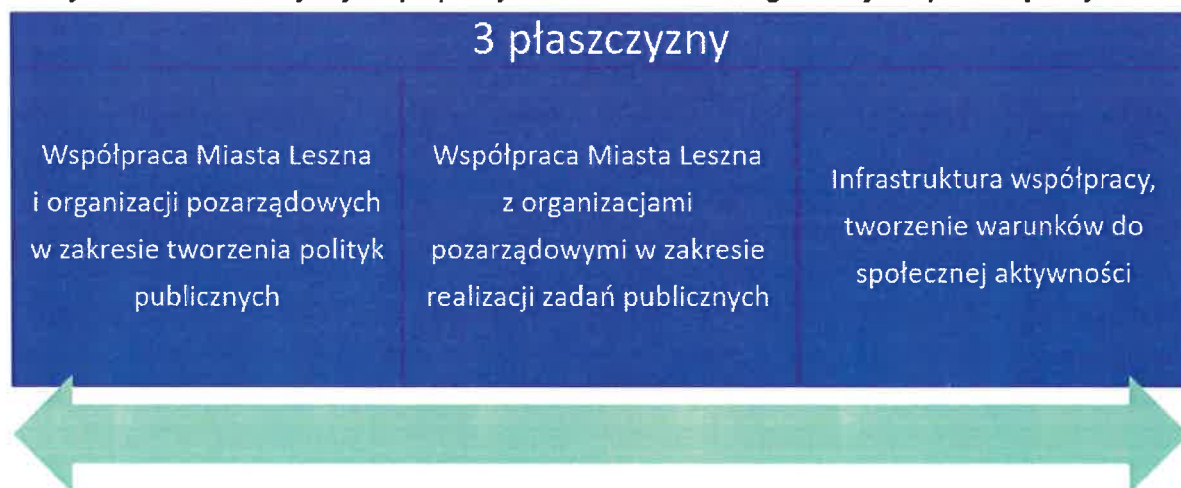 3 płaszczyzny
Współpraca Miasta Leszna
i organizacji pozarządowych
w zakresie tworzenia polityk
publicznych
Współpraca Miasta Leszna
z organizacjami
pozarządowymi w zakresie
realizacji zadań publicznych
Infrastruktura współpracy,
tworzenie warunków do
społecznej aktywności